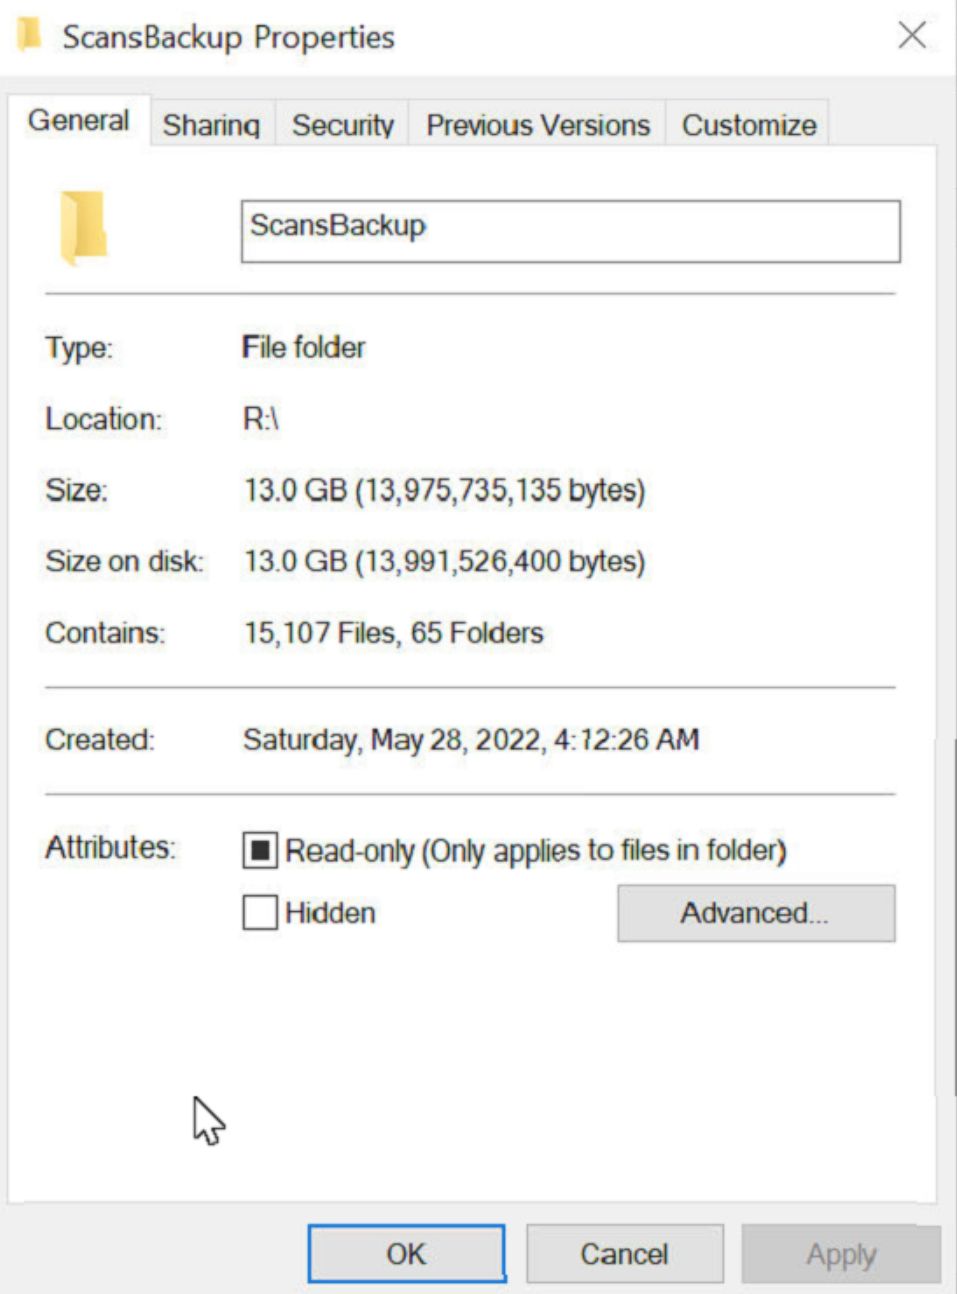 ScansBackup Properties
General Sharing Security Previous Versions Customize
ScansBackup
Type: File folder
Location: R:\
Size: 13.0 GB (13,975,735,135 bytes)
Size on disk: 13.0 GB (13,991,526,400 bytes)
Contains: 15,107 Files, 65 Folders
Created: Saturday, May 28, 2022, 4:12:26 AM
Attributes: Read-only (Only applies to files in folder)
Hidden Advanced...
OK Cancel Apply